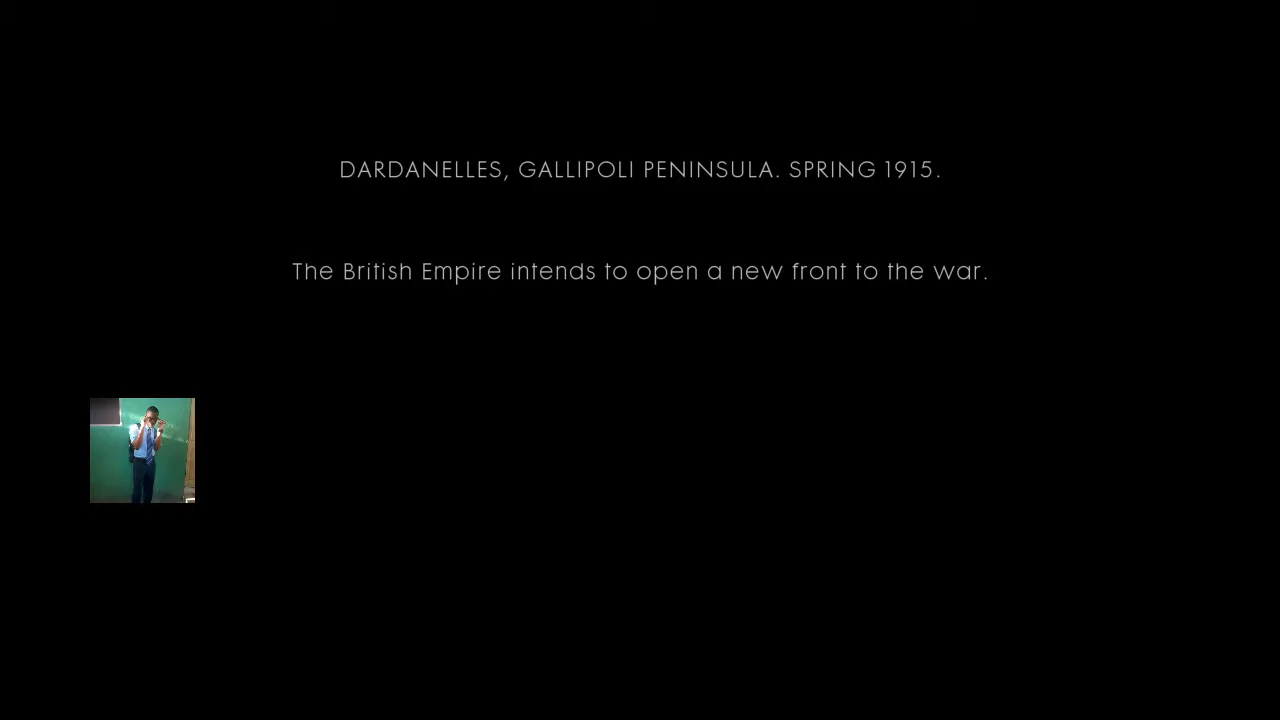 DARDANELLES, GALLIPOLI PENINSULA. SPRING 1915.
The British Empire intends to open a new front to the war.